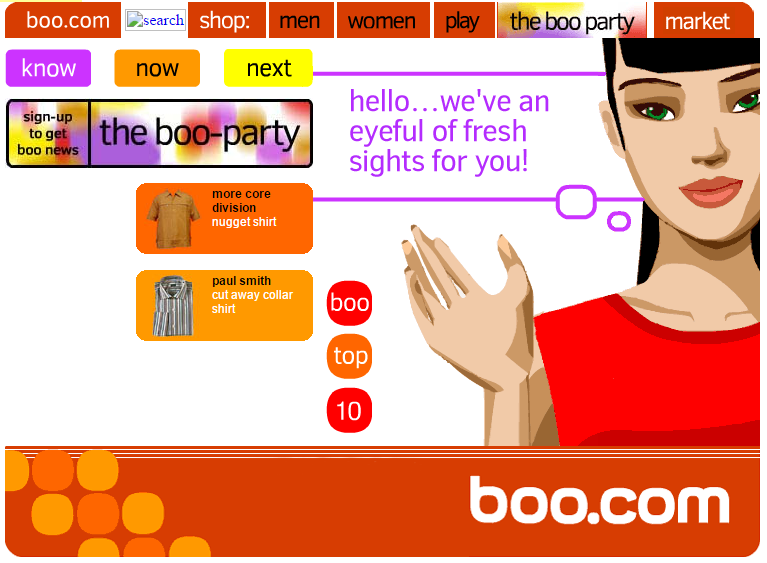 boo.com search shop: men women play the boo party market
know now next
hello...we've an
eyeful of fresh
sights for you!
sign-up
to get
boo news
the boo-party
more core
division
nugget shirt
paul smith
cut away collar
shirt
boo
top
10
boo.com